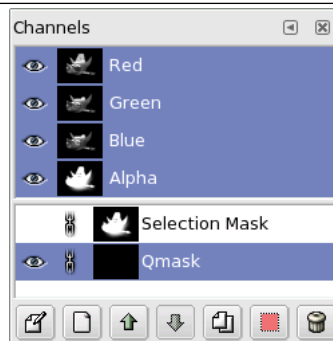 Channels
Red
Green
Blue
Alpha
Selection Mask
Qmask